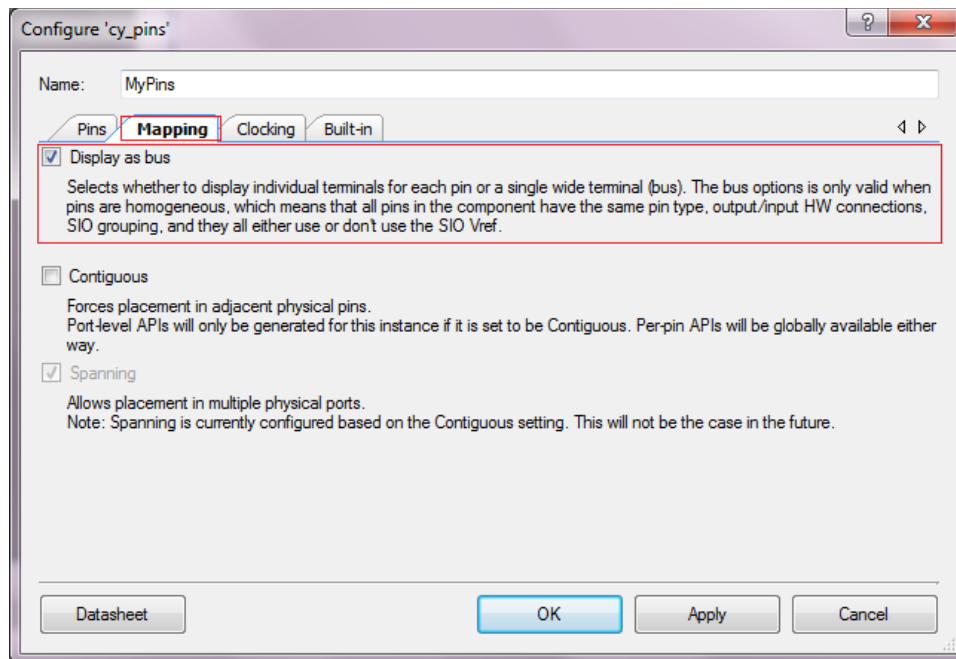 Configure 'cy_pins'
Name: MyPins
Pins Mapping Clocking Built-in
Display as bus
Selects whether to display individual terminals for each pin or a single wide terminal (bus). The bus options is only valid when
pins are homogeneous, which means that all pins in the component have the same pin type, output/input HW connections,
SIO grouping, and they all either use or don't use the SIO Vref.
Contiguous
Forces placement in adjacent physical pins.
Port-level APIs will only be generated for this instance if it is set to be Contiguous. Per-pin APIs will be globally available either
way.
Spanning
Allows placement in multiple physical ports.
Note: Spanning is currently configured based on the Contiguous setting. This will not be the case in the future.
Datasheet OK Apply Cancel